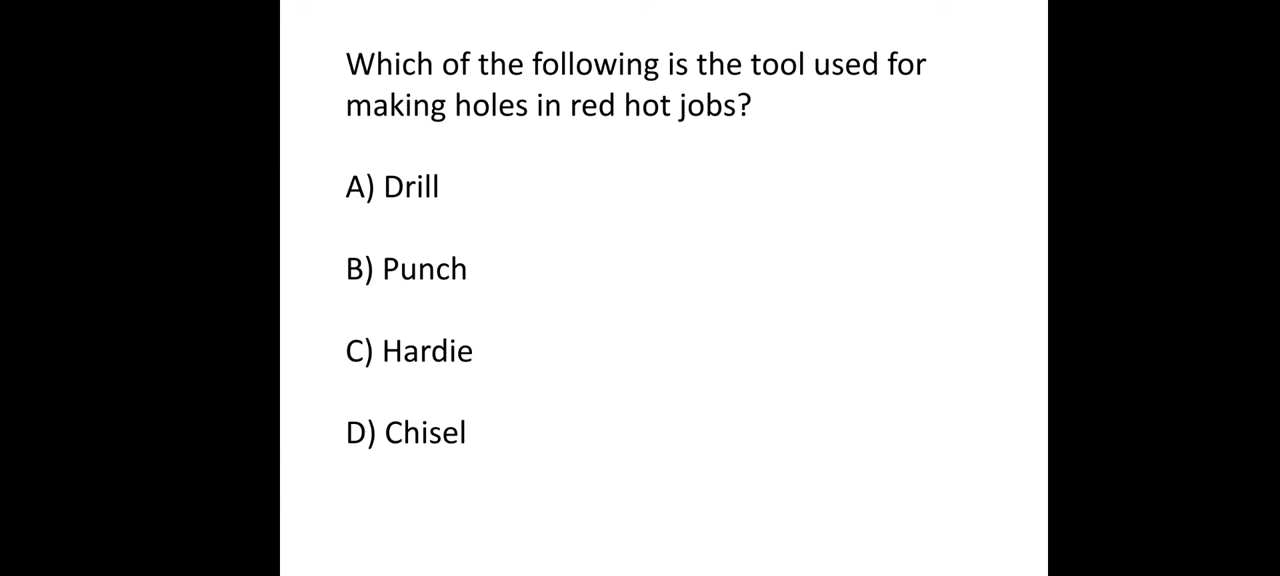 Which of the following is the tool used for
making holes in red hot jobs?
A) Drill
B) Punch
C) Hardie
D) Chisel